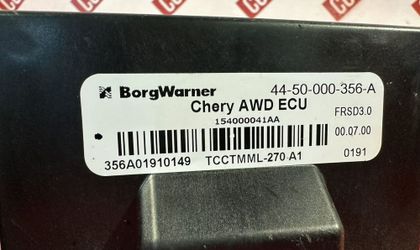 BorgWarner 44-50-000-356-A
Chery AWD ECU FRSD3.0
154000041AA
00.07.00
356A01910149 TCCTMML-270-A1 0191